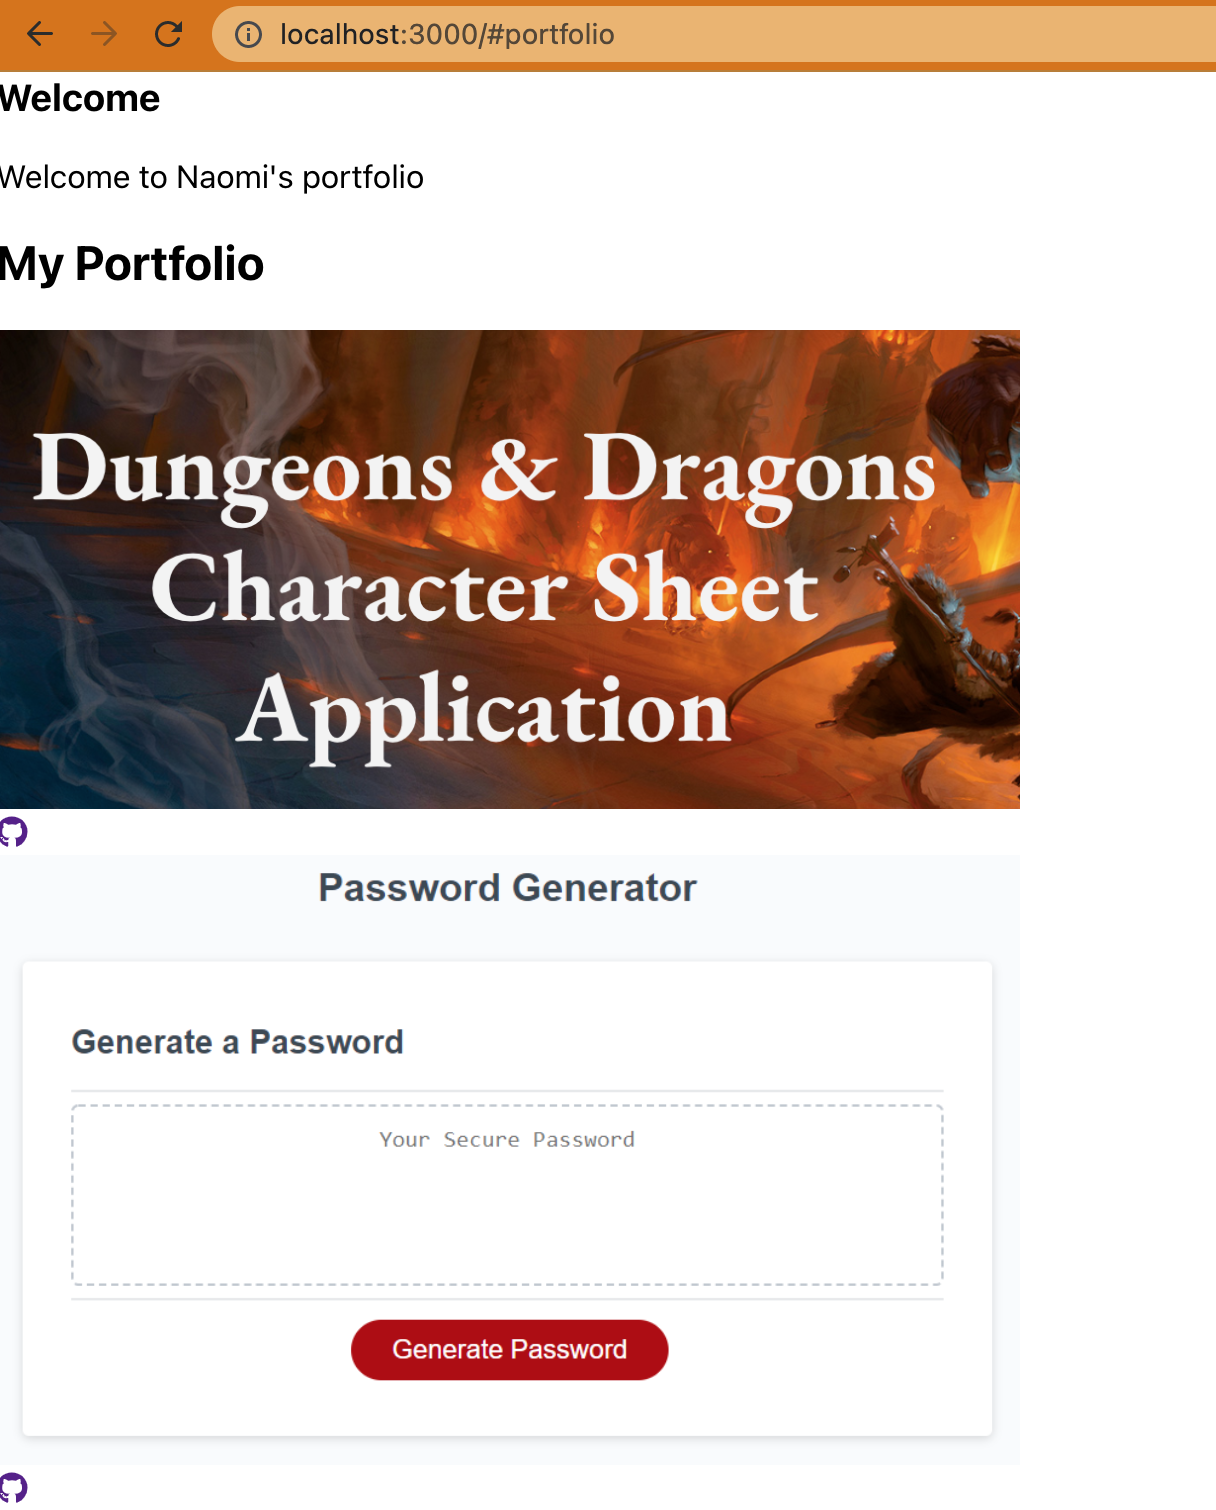 localhost:3000/#portfolio
Welcome
Welcome to Naomi's portfolio
My Portfolio
Dungeons & Dragons
Character Sheet
Application
Password Generator
Generate a Password
Your Secure Password
Generate Password